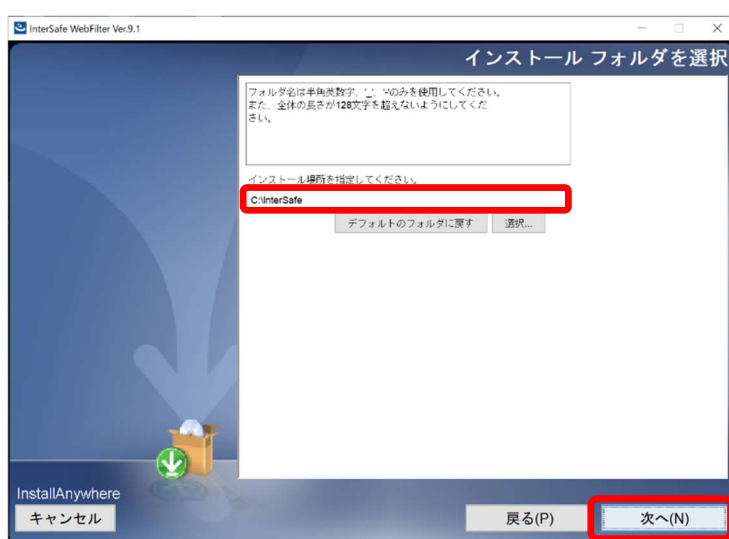 InterSafe WebFilter Ver.9.1
インストール フォルダを選択
フォルダ名は半角英数字、'_'、'-'のみを使用してください。
また、全体の長さが128文字を超えないようにしてくだ
さい。
インストール場所を指定してください。
C:\InterSafe
デフォルトのフォルダに戻す
選択...
InstallAnywhere
キャンセル
戻る(P)
次へ(N)